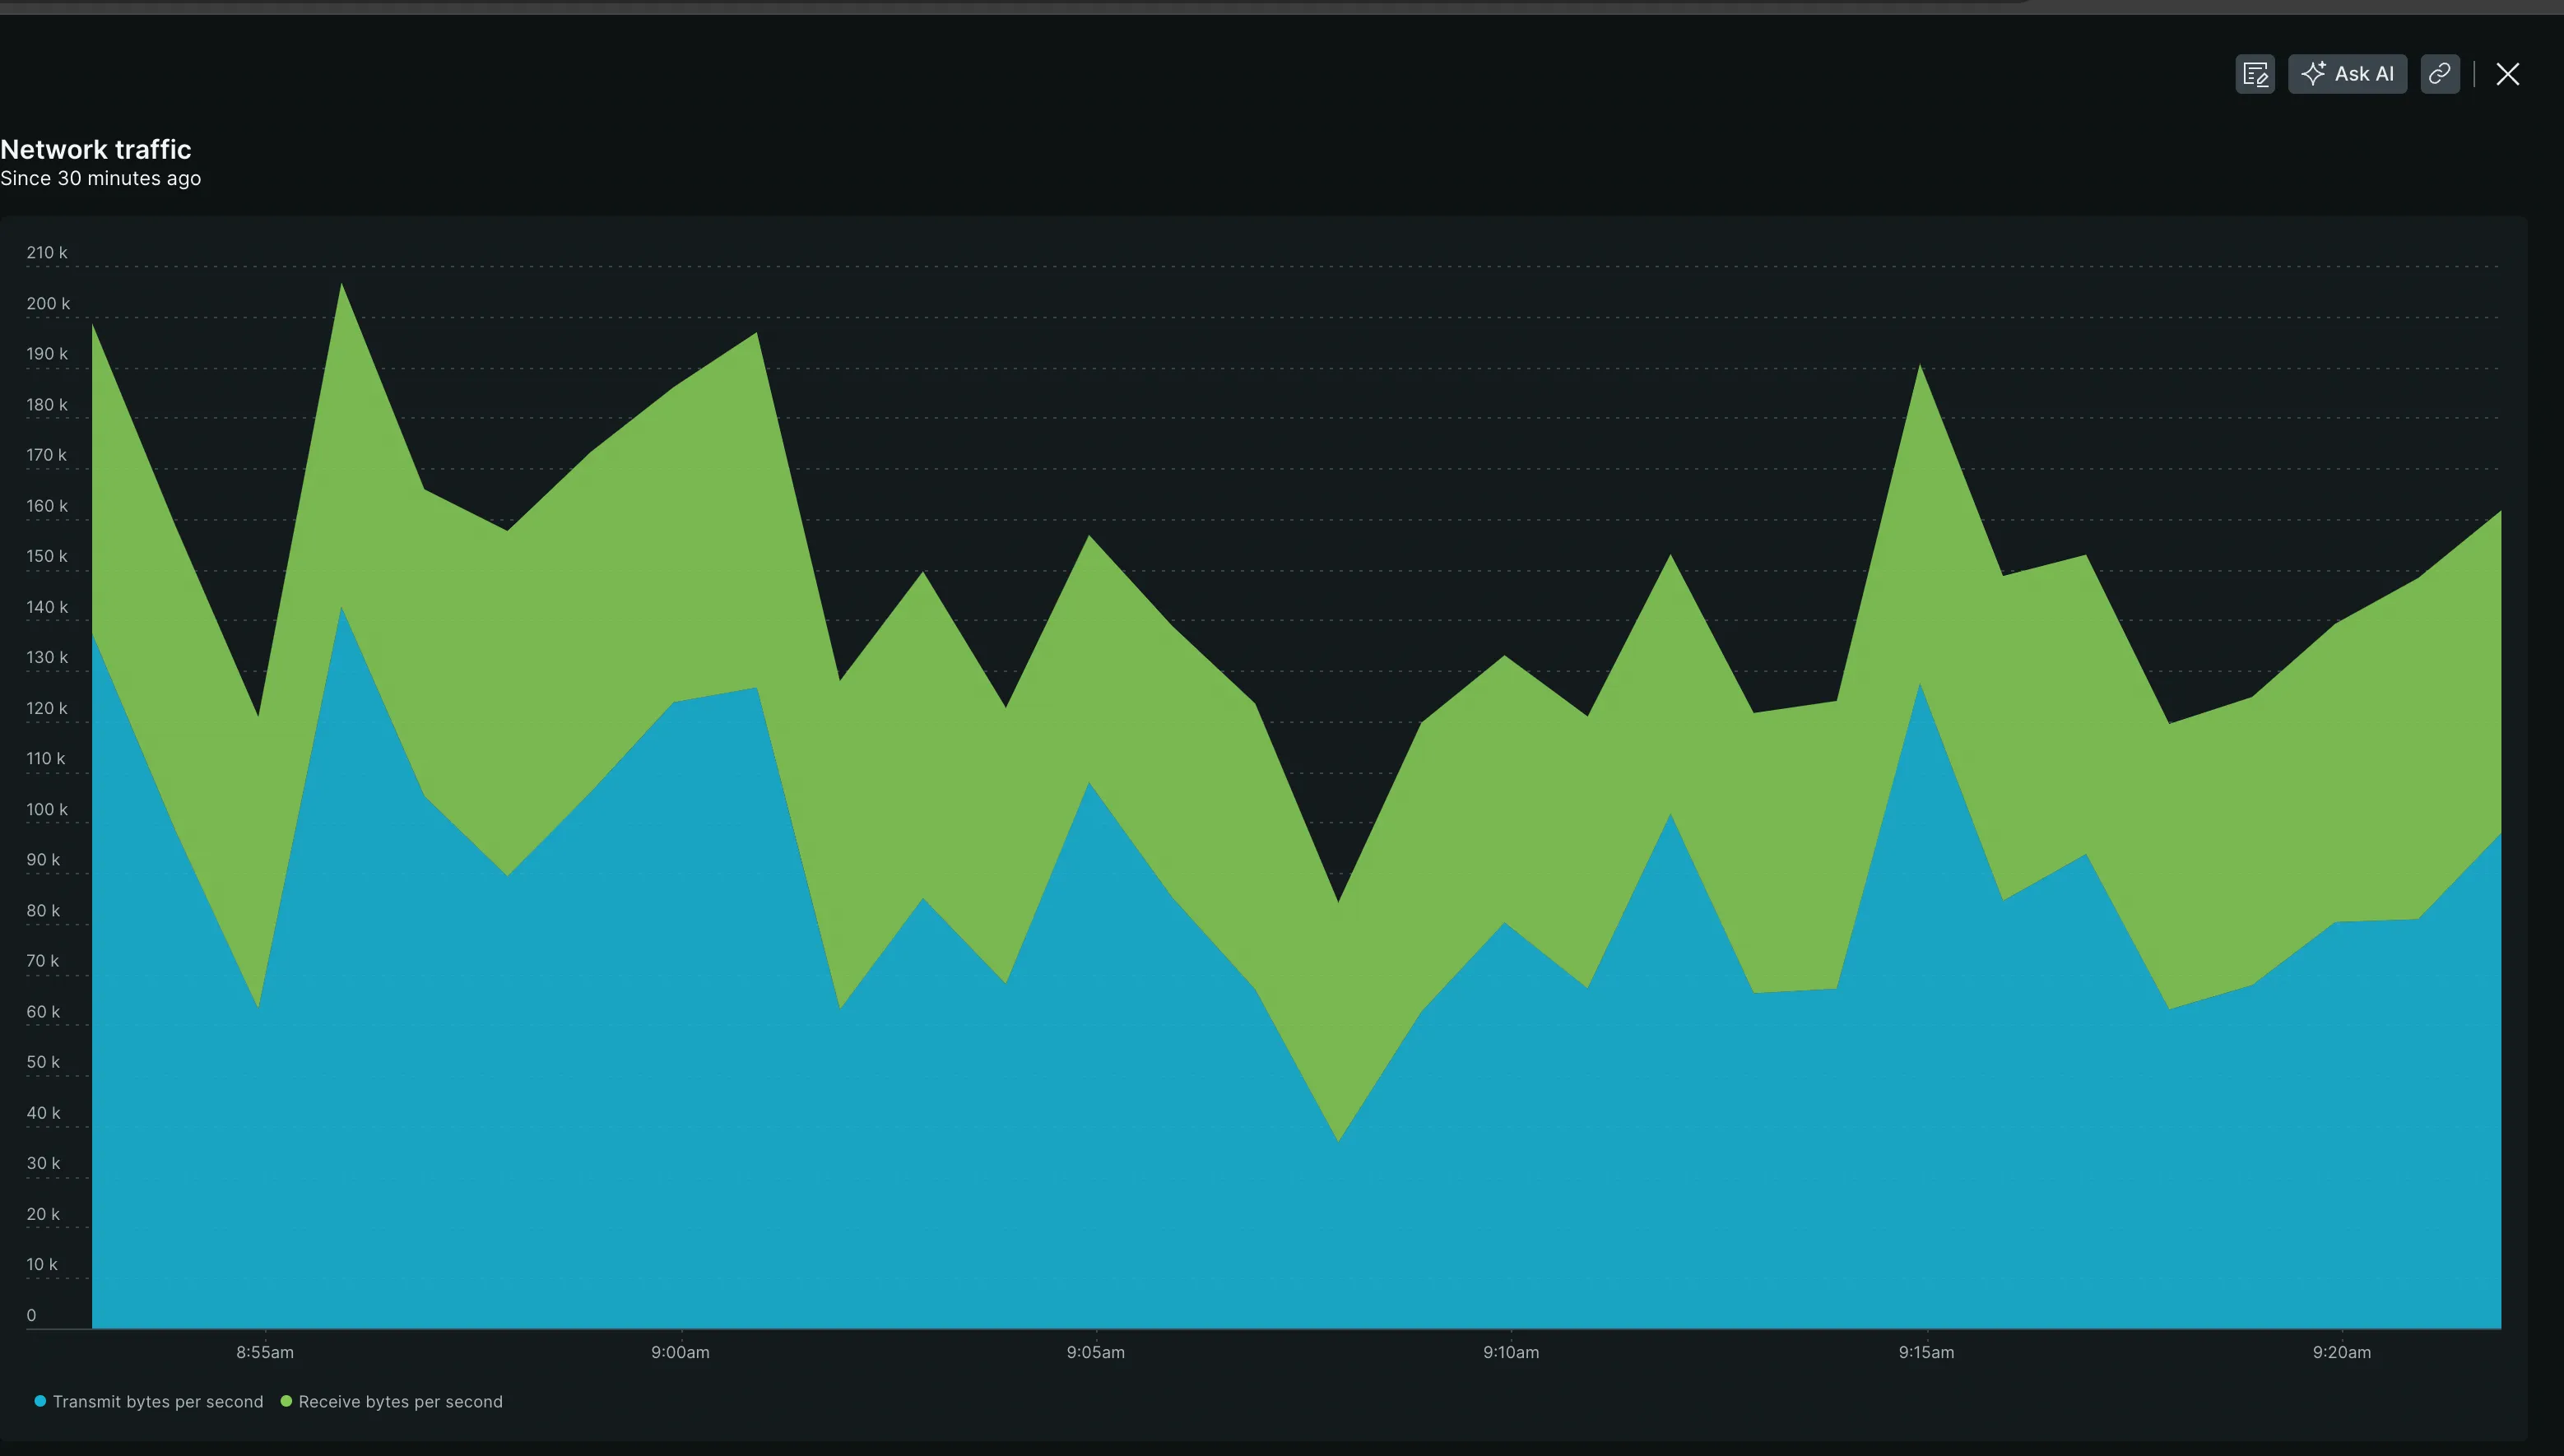 Ask AI
Network traffic
Since 30 minutes ago
210 k
200 k
190 k
180 k
170 k
160 k
150 k
140 k
130 k
120 k
110 k
100 k
90 k
80 k
70 k
60 k
50 k
40 k
30 k
20 k
10 k
0
8:55am 9:00am 9:05am 9:10am 9:15am 9:20am
Transmit bytes per second Receive bytes per second